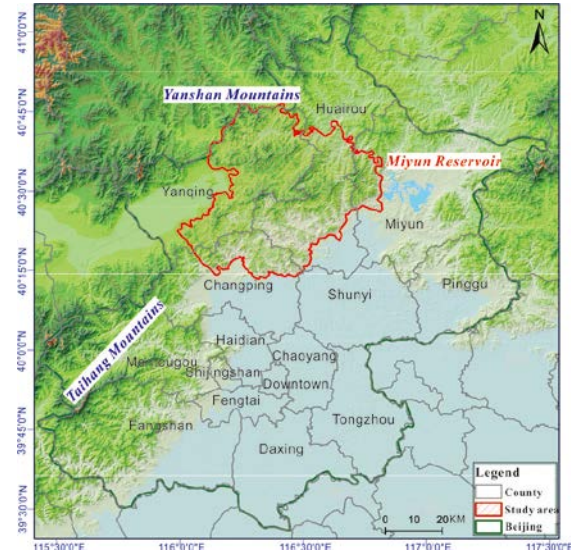 N
41°0'0"N
40°45'0"N
40°30'0"N
40°15'0"N
40°0'0"N
39°45'0"N
39°30'0"N
Yanshan Mountains
Huairou
Miyun Reservoir
Yanqing
Miyun
Changping
Shunyi
Pinggu
Taihang Mountains
Haidian
Chaoyang
Mentougou
Shijingshan
Downtown
Fengtai
Tongzhou
Fangshan
Daxing
Legend
County
Study area
Beijing
0 10 20KM
115°30'0"E 116°0'0"E 116°30'0"E 117°0'0"E 117°30'0"E